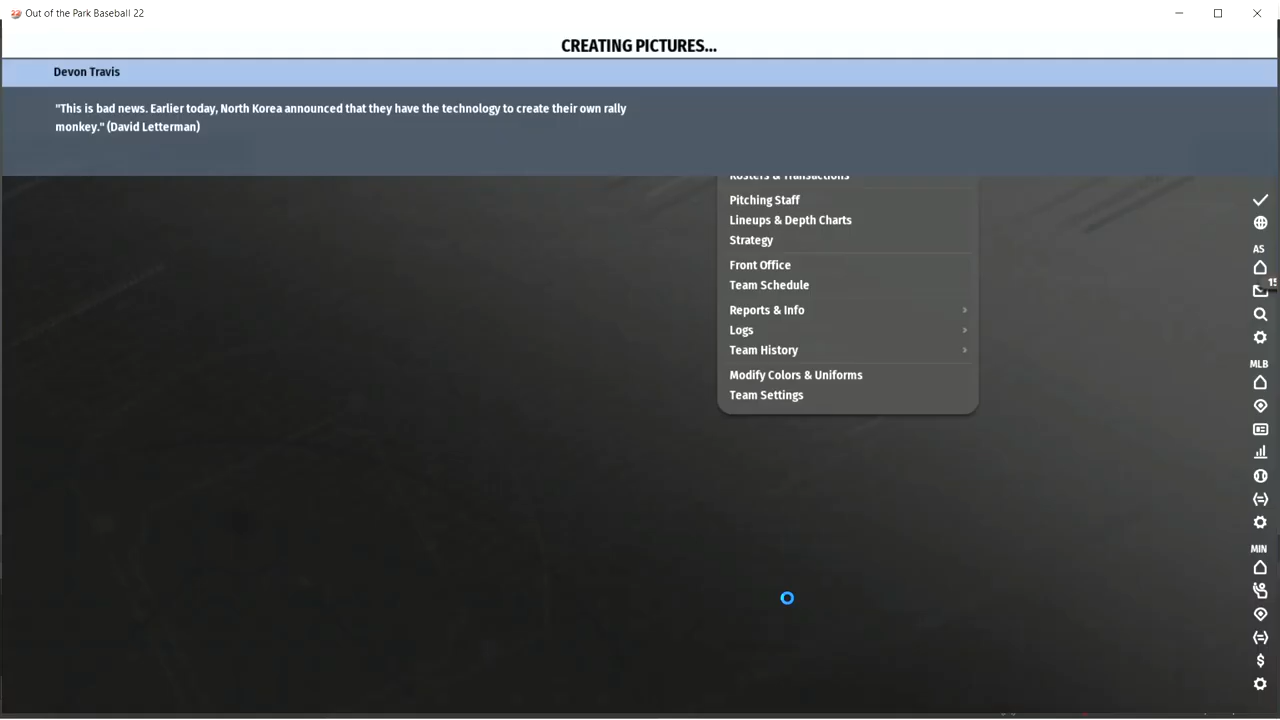 Out of the Park Baseball 22
CREATING PICTURES...
Devon Travis
"This is bad news. Earlier today, North Korea announced that they have the technology to create their own rally
monkey." (David Letterman)
Rosters & Transactions
Pitching Staff
Lineups & Depth Charts
Strategy
Front Office
Team Schedule
Reports & Info
Logs
Team History
Modify Colors & Uniforms
Team Settings
AS
MLB
MIN